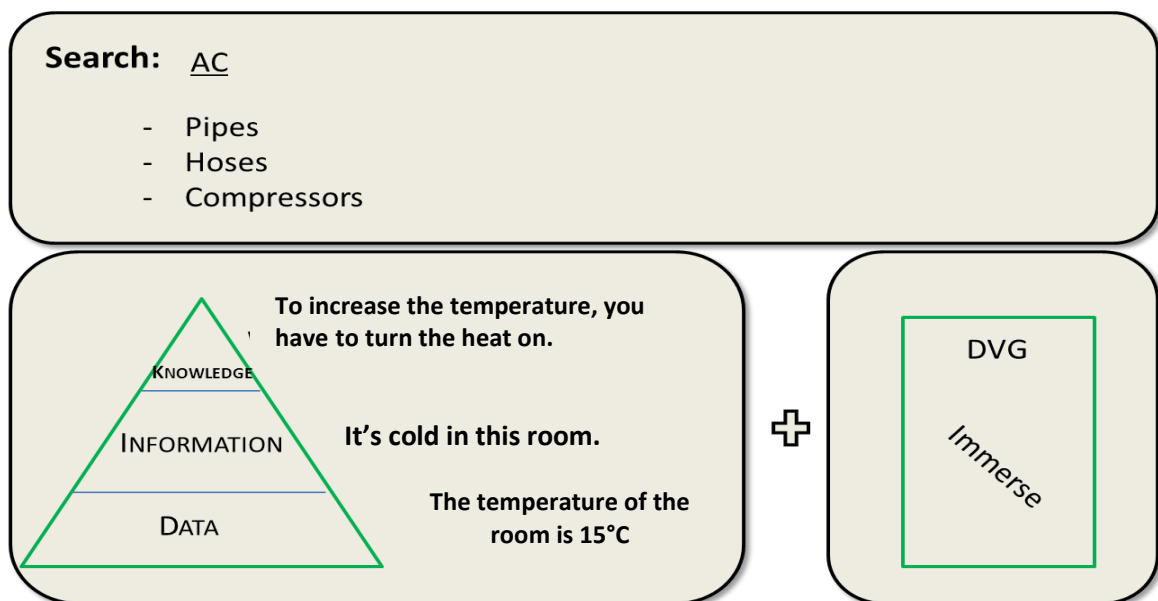 Search: AC
- Pipes
- Hoses
- Compressors
To increase the temperature, you
have to turn the heat on.
KNOWLEDGE
It's cold in this room.
INFORMATION
The temperature of the
room is 15°C
DATA
DVG
Immerse